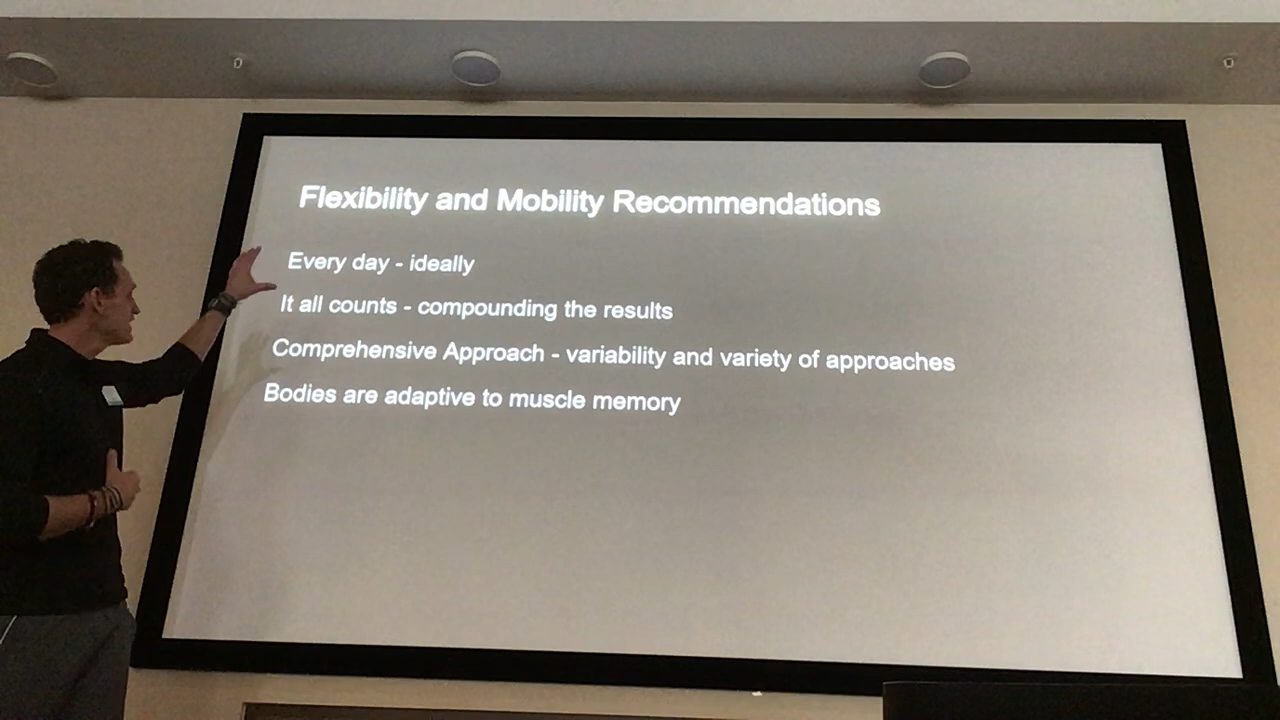 Flexibility and Mobility Recommendations
Every day - ideally
It all counts - compounding the results
Comprehensive Approach - variability and variety of approaches
Bodies are adaptive to muscle memory